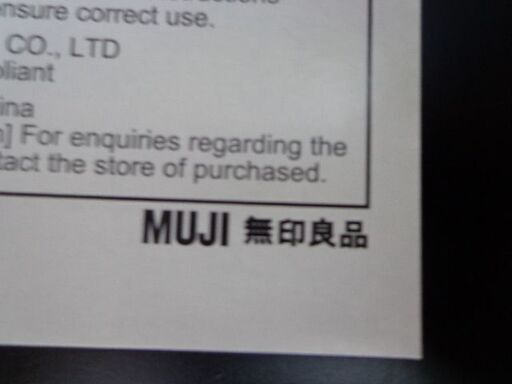 ensure correct use.
CO., LTD
pliant
ina
] For enquiries regarding the
tact the store of purchased.
MUJI 無印良品